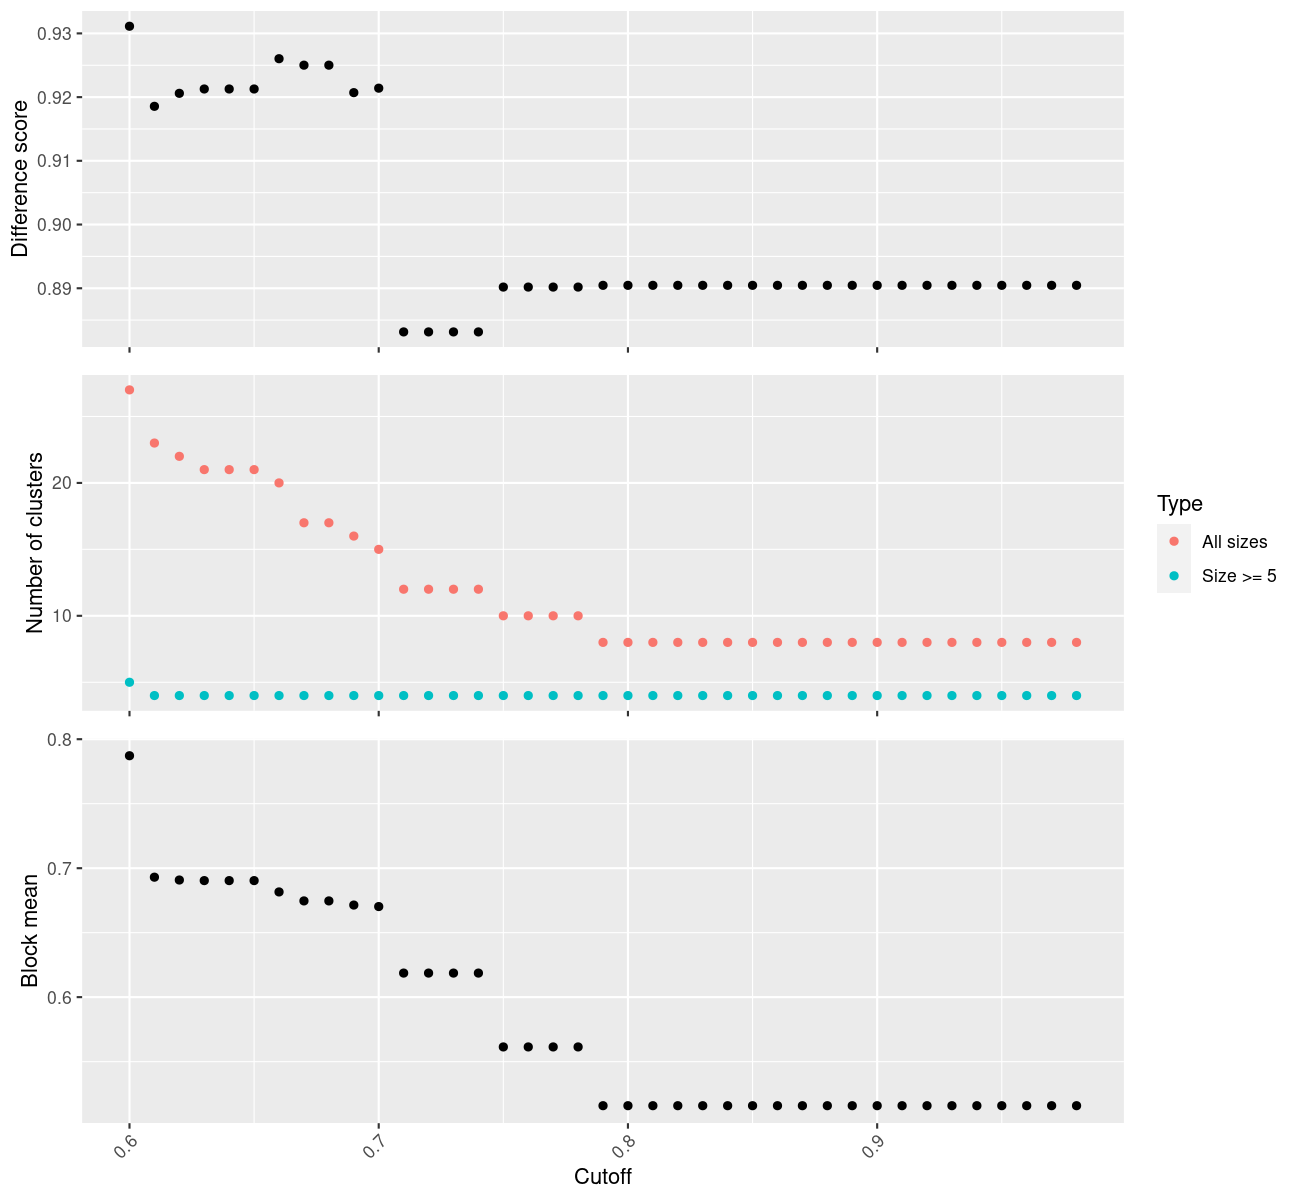 Difference score
0.93
0.92
0.91
0.90
0.89
Number of clusters
20
10
Block mean
0.8
0.7
0.6
0.6
0.7
0.8
0.9
Cutoff
Type
All sizes
Size >= 5